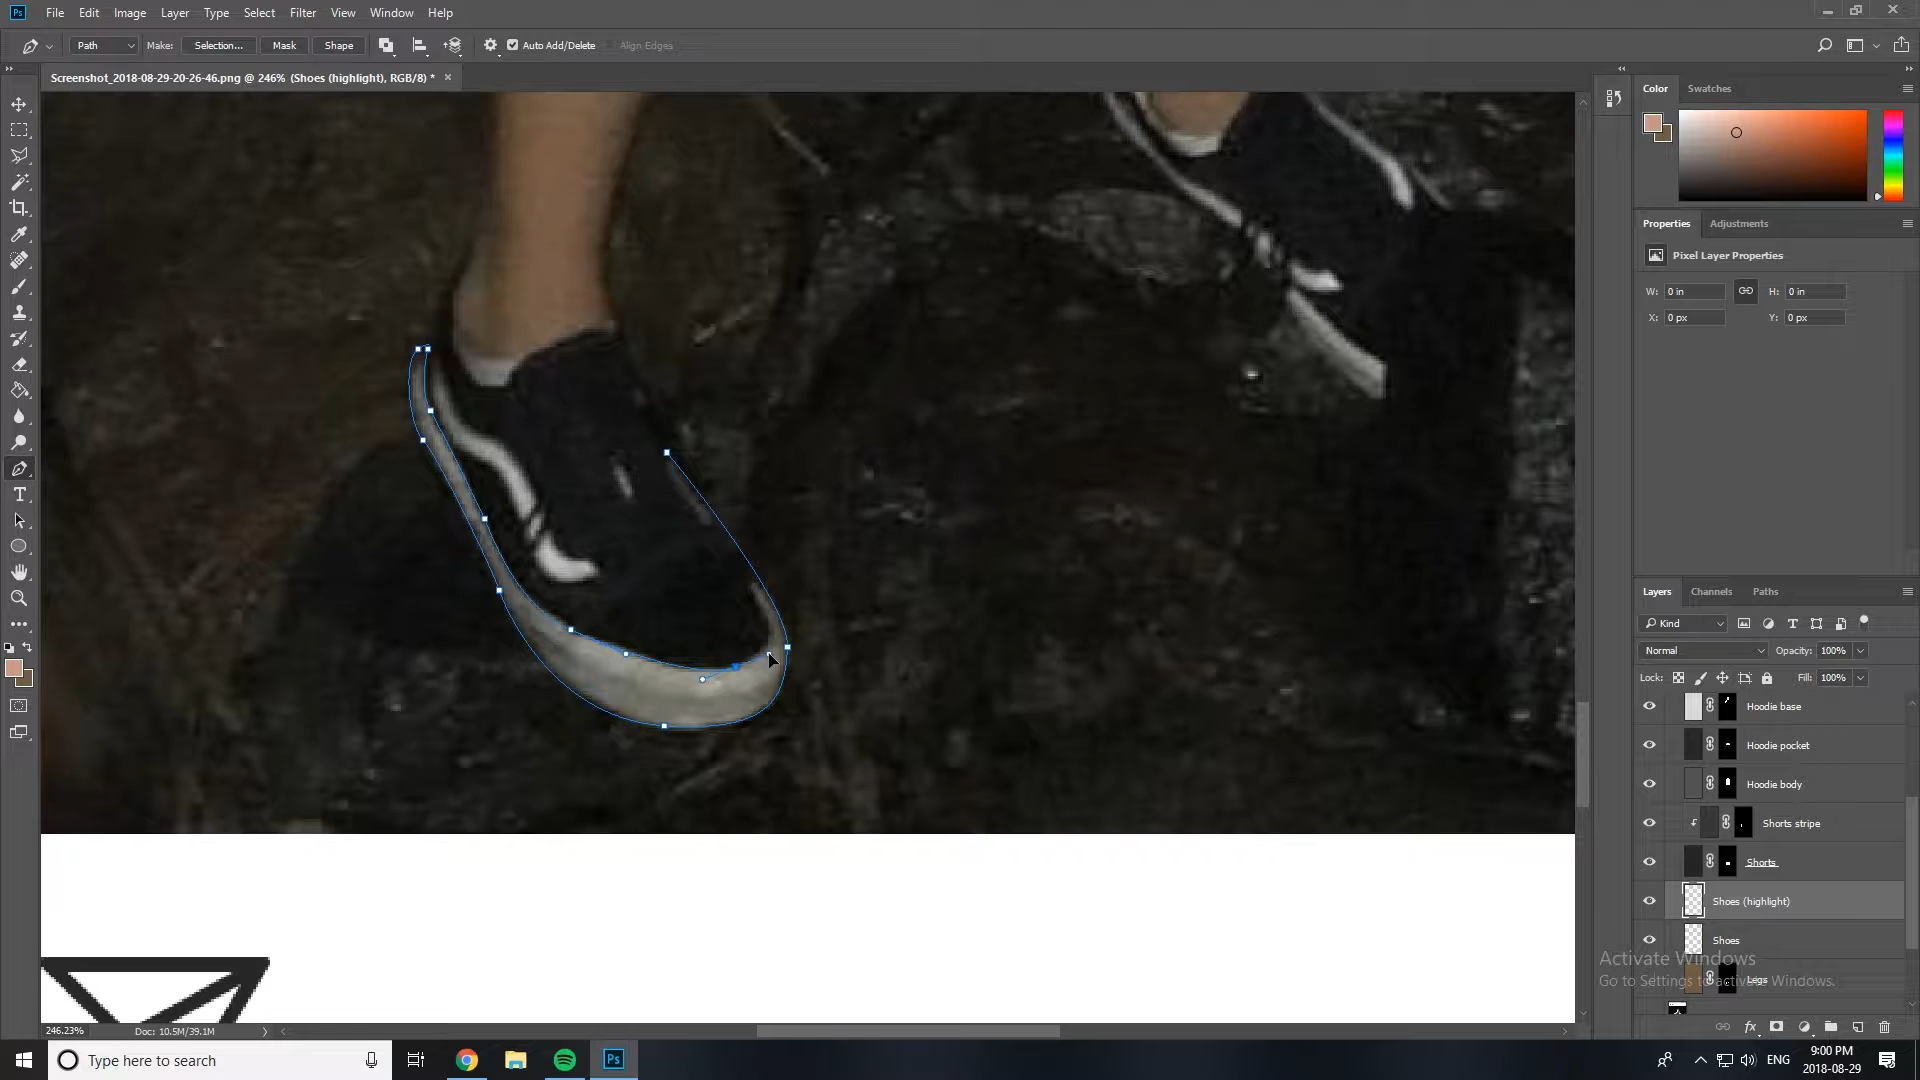 Ps File Edit Image Layer Type Select Filter View Window Help
Path Make: Selection... Mask Shape Auto Add/Delete Align Edges
Screenshot_2018-08-29-20-26-46.png @ 246% (Shoes (highlight), RGB/8) *
Color Swatches
Properties Adjustments
Pixel Layer Properties
W: 0 in H: 0 in
X: 0 px Y: 0 px
Layers Channels Paths
Kind
Normal Opacity: 100%
Lock: Fill: 100%
Hoodie base
Hoodie pocket
Hoodie body
Shorts stripe
Shorts
Shoes (highlight)
Shoes
Legs
Activate Windows
Go to Settings to activate Windows.
246.23% Doc: 10.5M/39.1M
Type here to search
Ps
ENG
9:00 PM
2018-08-29